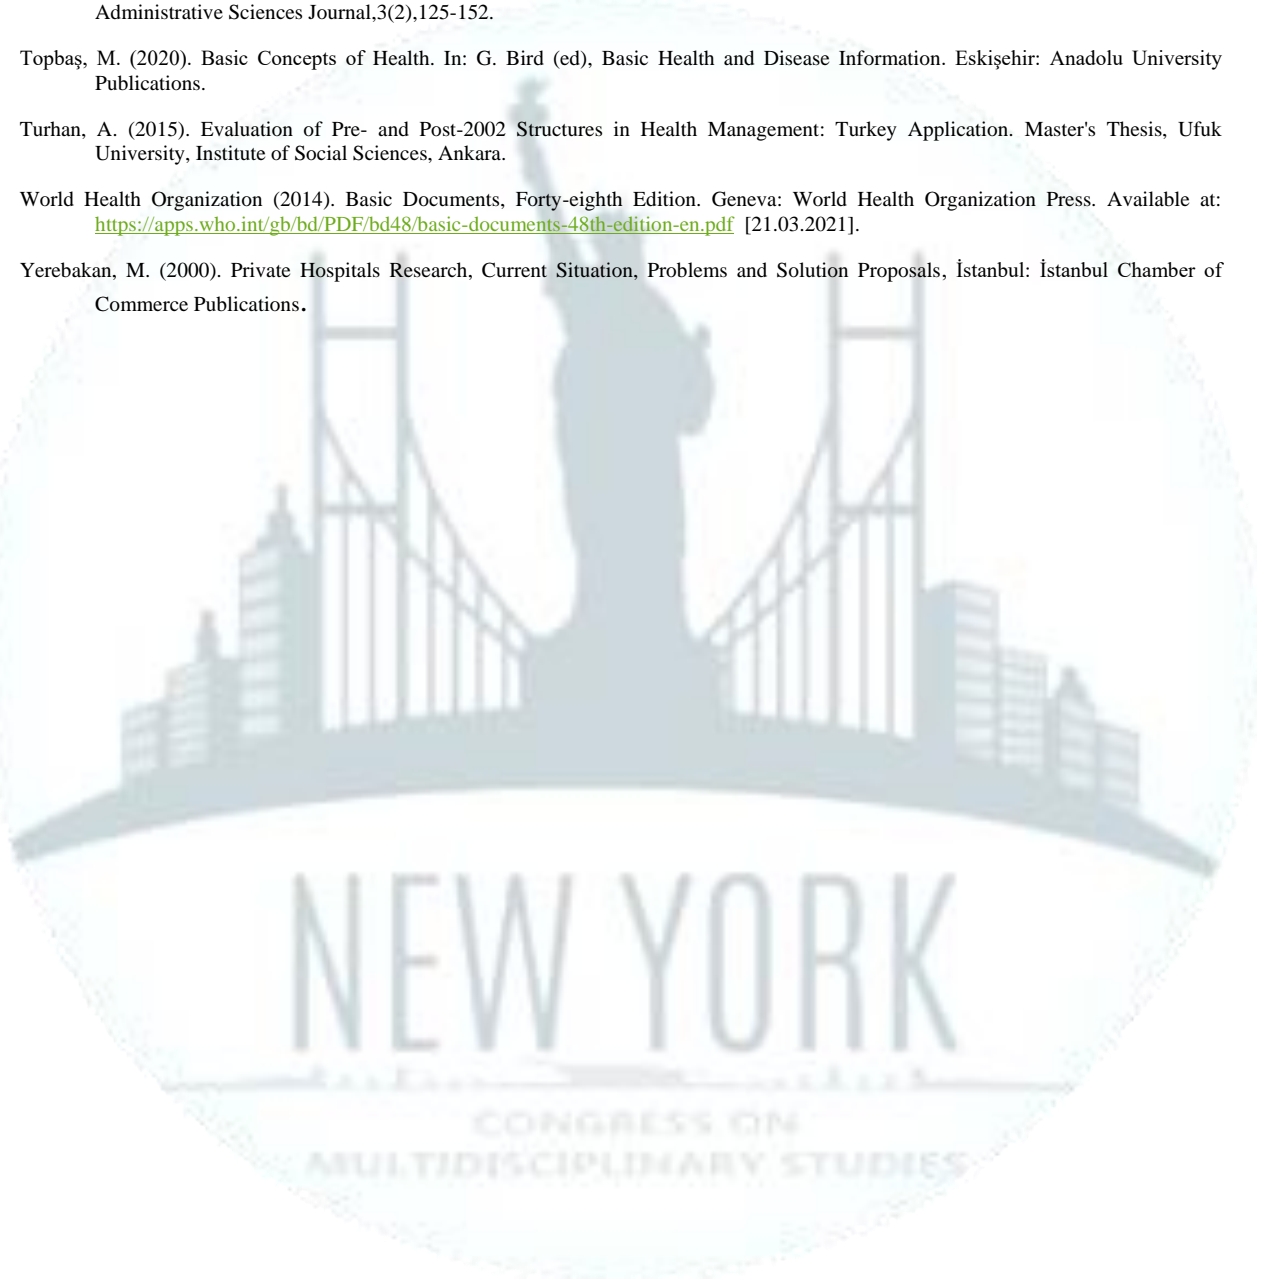 Administrative Sciences Journal,3(2),125-152.
Topbaş, M. (2020). Basic Concepts of Health. In: G. Bird (ed), Basic Health and Disease Information. Eskişehir: Anadolu University
Publications.
Turhan, A. (2015). Evaluation of Pre- and Post-2002 Structures in Health Management: Turkey Application. Master's Thesis, Ufuk
University, Institute of Social Sciences, Ankara.
World Health Organization (2014). Basic Documents, Forty-eighth Edition. Geneva: World Health Organization Press. Available at:
https://apps.who.int/gb/bd/PDF/bd48/basic-documents-48th-edition-en.pdf [21.03.2021].
Yerebakan, M. (2000). Private Hospitals Research, Current Situation, Problems and Solution Proposals, İstanbul: İstanbul Chamber of
Commerce Publications.
NEW YORK
CONGRESS ON
MULTIDISCIPLINARY STUDIES